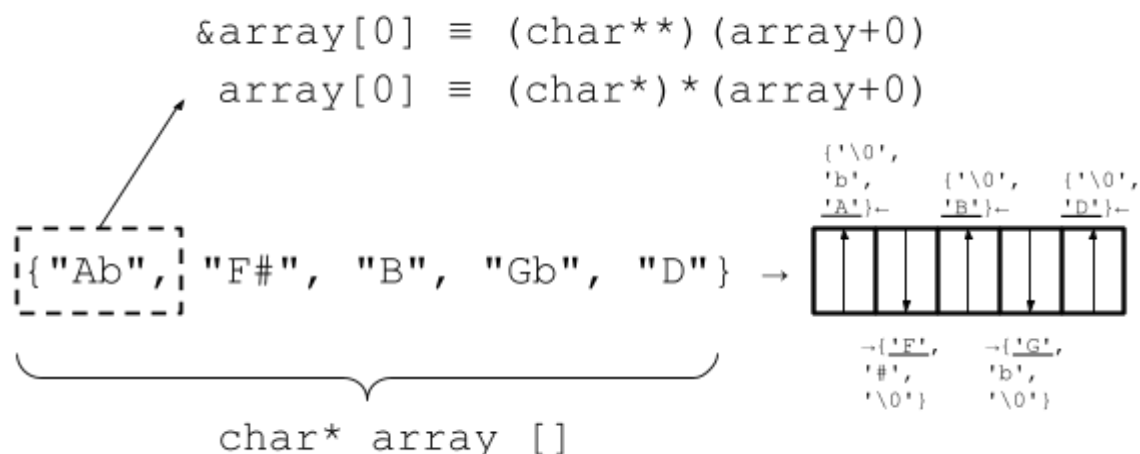 &array[0] ≡ (char**)(array+0)
array[0] ≡ (char*)*(array+0)
{"Ab", "F#", "B", "Gb", "D"} →
{'\0',
'b',
'A'}←
{'\0',
'B'}←
{'\0',
'D'}←
→{'F',
'#',
'\0'}
→{'G',
'b',
'\0'}
char* array []